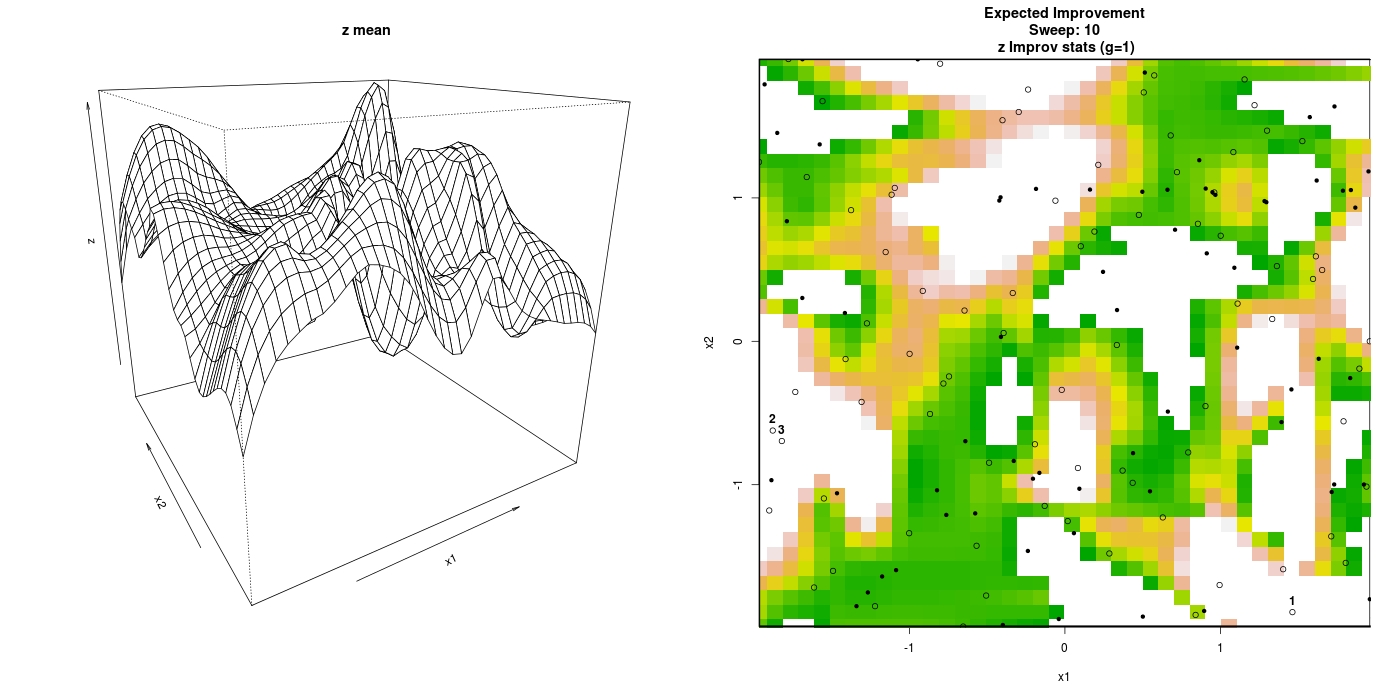 z mean
z
x2
x1
Expected Improvement
Sweep: 10
z Improv stats (g=1)
x2
1
0
-1
2
3
1
-1
0
1
x1